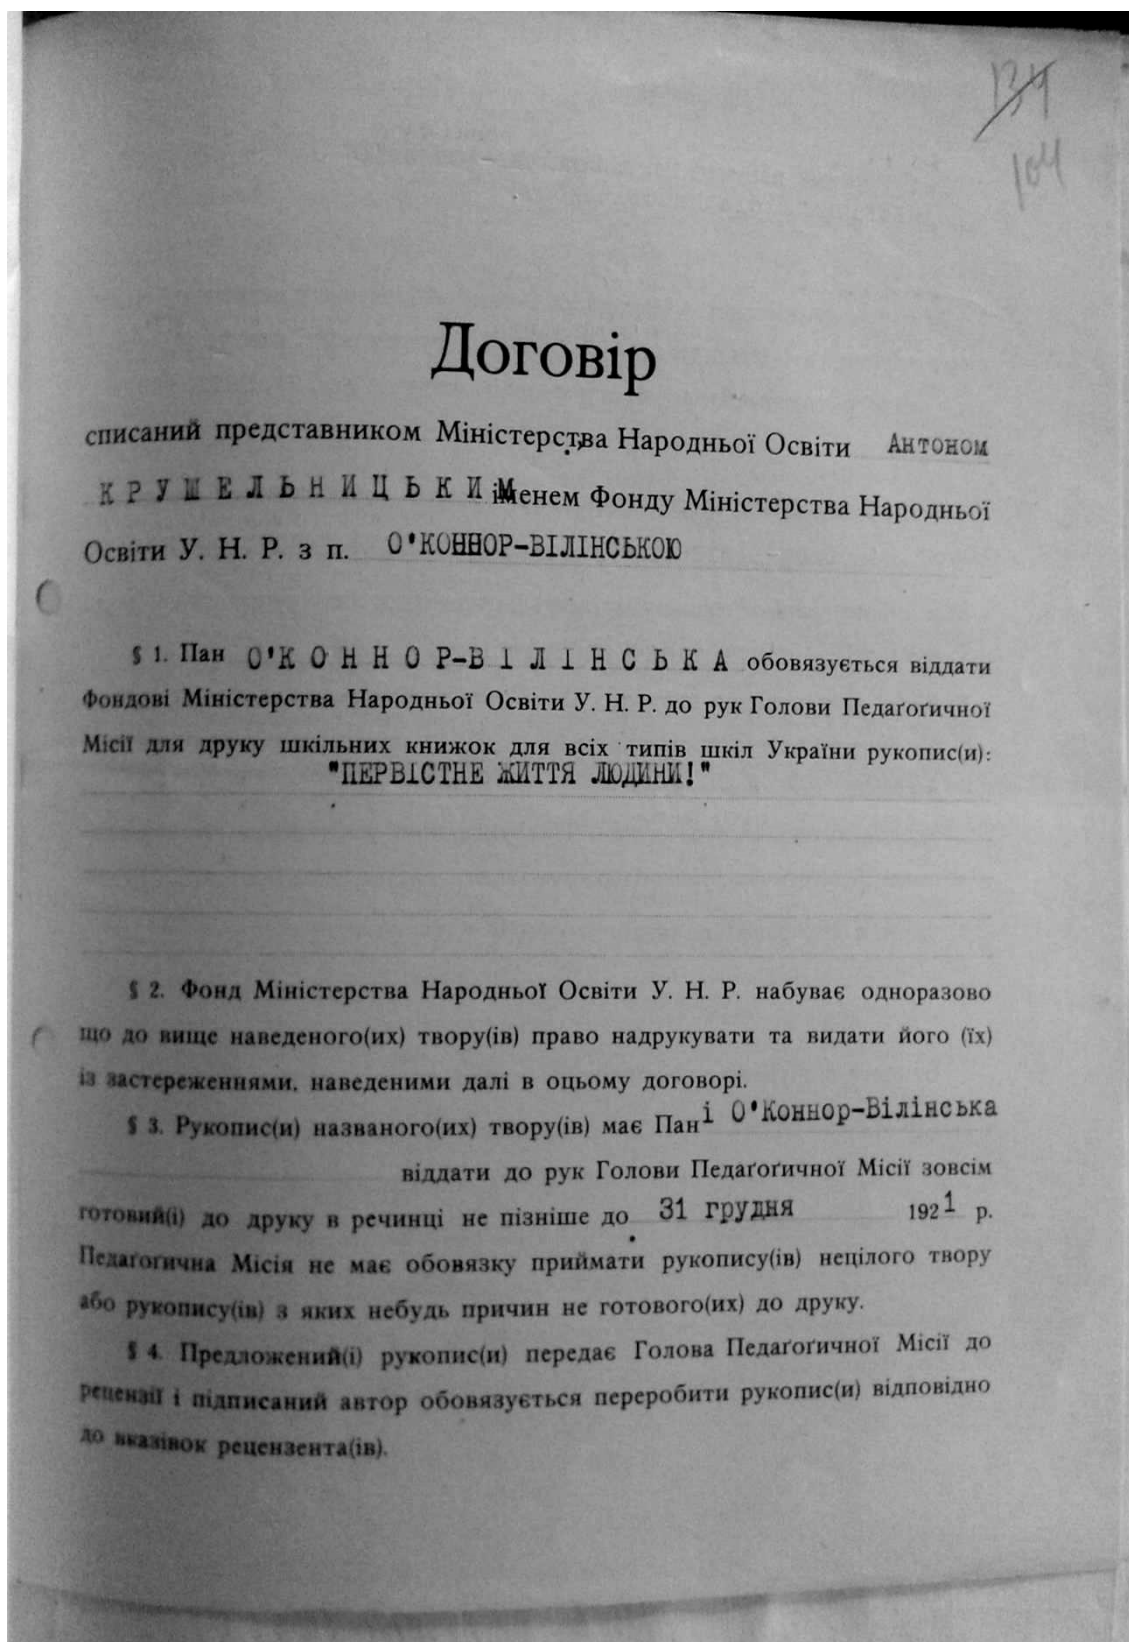 134
104
Договір
списаний представником Міністерства Народньої Освіти Антоном
КРУШЕЛЬНИЦЬКИМ іменем Фонду Міністерства Народньої
Освіти У. Н. Р. з п. О'КОННОР-ВІЛІНСЬКОЮ
§ 1. Пан О'КОННОР-ВІЛІНСЬКА обовязується віддати
Фондові Міністерства Народньої Освіти У. Н. Р. до рук Голови Педаґоґичної
Місії для друку шкільних книжок для всіх типів шкіл України рукопис(и):
"ПЕРВІСТНЕ ЖИТТЯ ЛЮДИНИ!"
§ 2. Фонд Міністерства Народньої Освіти У. Н. Р. набуває одноразово
що до вище наведеного(их) твору(ів) право надрукувати та видати його (їх)
із застереженнями, наведеними далі в оцьому договорі.
§ 3. Рукопис(и) названого(их) твору(ів) має Пані О'Коннор-Вілінська
віддати до рук Голови Педаґоґичної Місії зовсім
готовий(і) до друку в речинці не пізніше до 31 грудня 1921 р.
Педаґоґична Місія не має обовязку приймати рукопису(ів) нецілого твору
або рукопису(ів) з яких небудь причин не готового(их) до друку.
§ 4. Предложений(і) рукопис(и) передає Голова Педаґоґичної Місії до
рецензії і підписаний автор обовязується переробити рукопис(и) відповідно
до вказівок рецензента(ів).